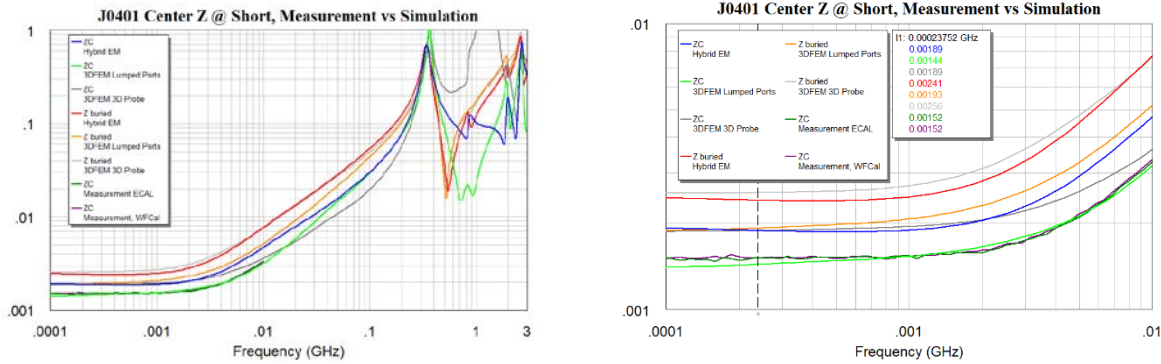 J0401 Center Z @ Short, Measurement vs Simulation
1
.1
.01
.001
ZC
Hybrid EM
ZC
3DFEM Lumped Ports
ZC
3DFEM 3D Probe
Z buried
Hybrid EM
Z buried
3DFEM Lumped Ports
Z buried
3DFEM 3D Probe
ZC
Measurement ECAL
ZC
Measurement, WFCal
.0001
.001
.01
.1
1
3
Frequency (GHz)
J0401 Center Z @ Short, Measurement vs Simulation
.01
.001
ZC
Hybrid EM
Z buried
3DFEM Lumped Ports
ZC
3DFEM Lumped Ports
Z buried
3DFEM 3D Probe
ZC
3DFEM 3D Probe
ZC
Measurement ECAL
Z buried
Hybrid EM
ZC
Measurement, WFCal
I1: 0.00023752 GHz
0.00189
0.00144
0.00189
0.00241
0.00193
0.00256
0.00152
0.00152
.0001
.001
.01
Frequency (GHz)